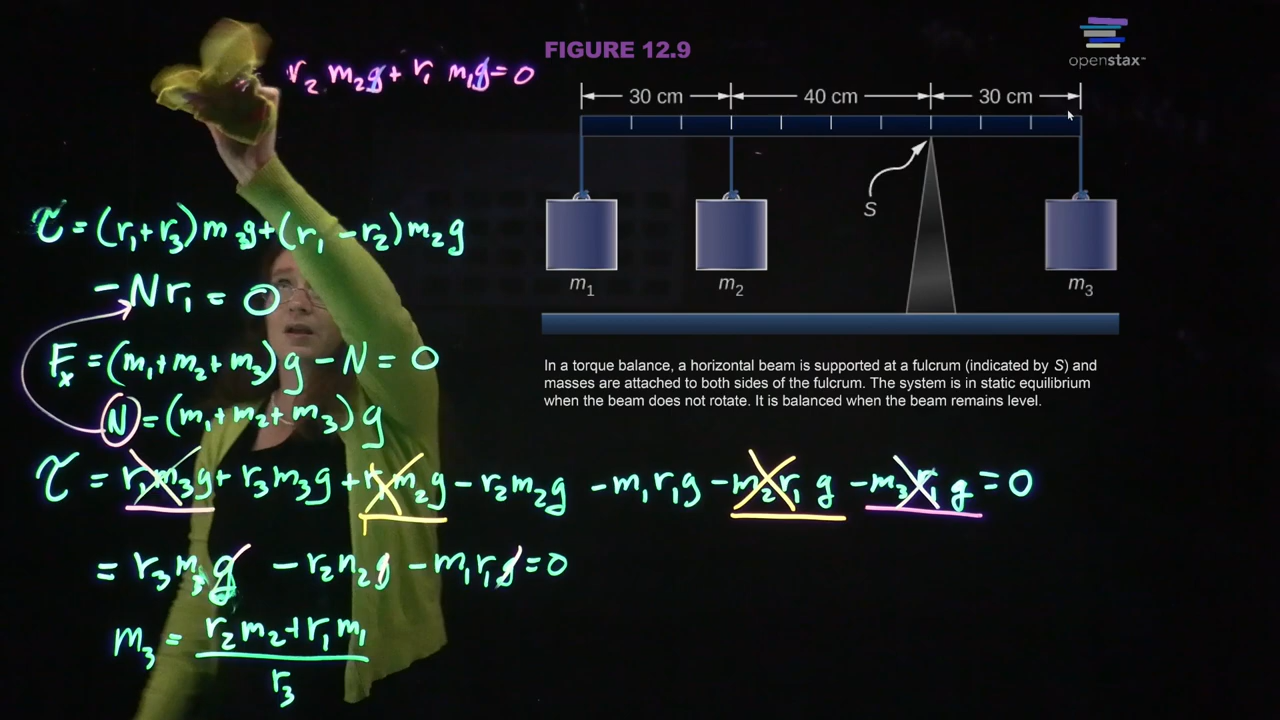 r₂ m₂g + r₁ m₁g = 0
τ = (r₁+r₃)m₃g + (r₁ - r₂)m₂g
- N r₁ = 0
Fₓ = (m₁+m₂+m₃) g - N = 0
N = (m₁+m₂+m₃) g
τ = r₁m₃g + r₃m₃g + r₁m₂g - r₂m₂g - m₁r₁g - m₂r₁g - m₃r₁g = 0
= r₃m₃g - r₂m₂g - m₁r₁g = 0
m₃ = r₂m₂+r₁m₁
r₃
FIGURE 12.9
openstax™
30 cm 40 cm 30 cm
S
m₁ m₂ m₃
In a torque balance, a horizontal beam is supported at a fulcrum (indicated by S) and
masses are attached to both sides of the fulcrum. The system is in static equilibrium
when the beam does not rotate. It is balanced when the beam remains level.